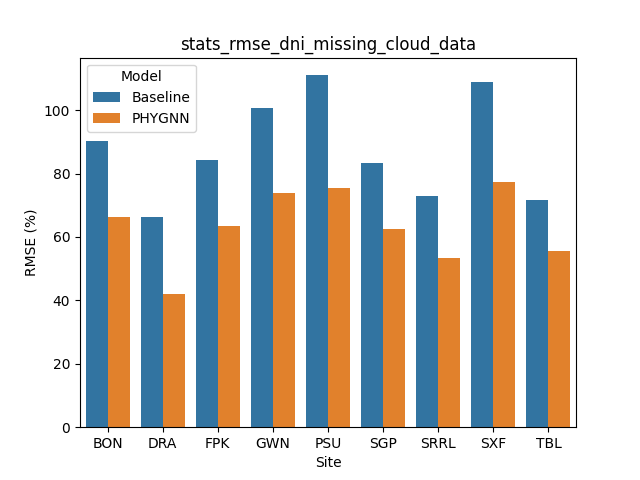 stats_rmse_dni_missing_cloud_data
Model
Baseline
PHYGNN
RMSE (%)
100
80
60
40
20
0
BON DRA FPK GWN PSU SGP SRRL SXF TBL
Site